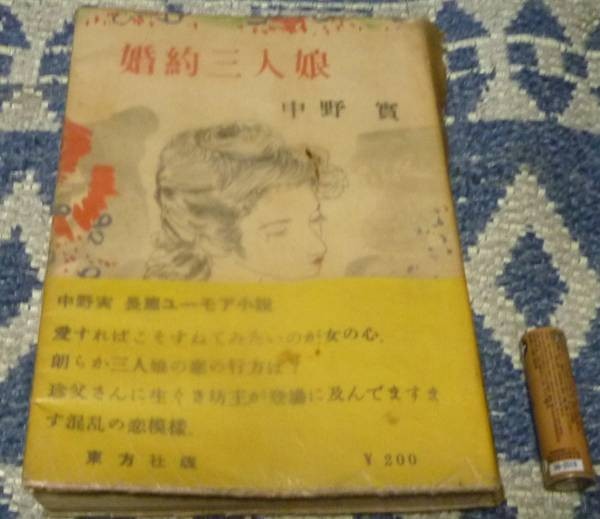 婚約三人娘
中野 實
中野実 長篇ユーモア小説
愛すればこそすねてみたいのが女の心。
朗らか三人娘の恋の行方は?
珍父さんに生ぐさ坊主が登場に及んでますま
す混乱の恋模様。
東方社版 ¥200